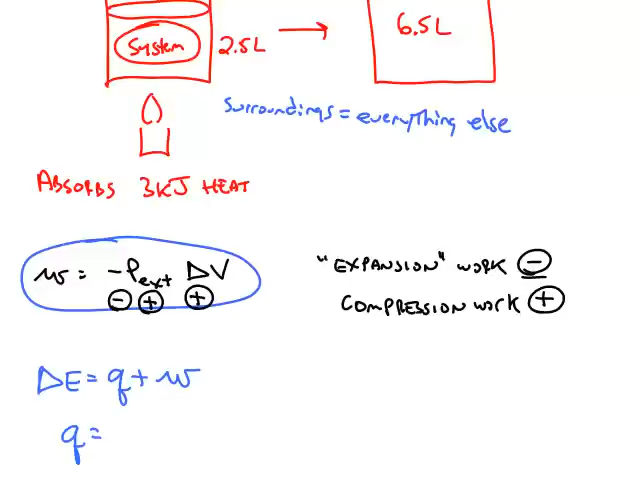 System 2.5L → 6.5L
Surroundings = everything else
ABSORBS 3KJ HEAT
w = -Pext ΔV
- + +
"EXPANSION" WORK -
COMPRESSION WORK +
ΔE = q + w
q =